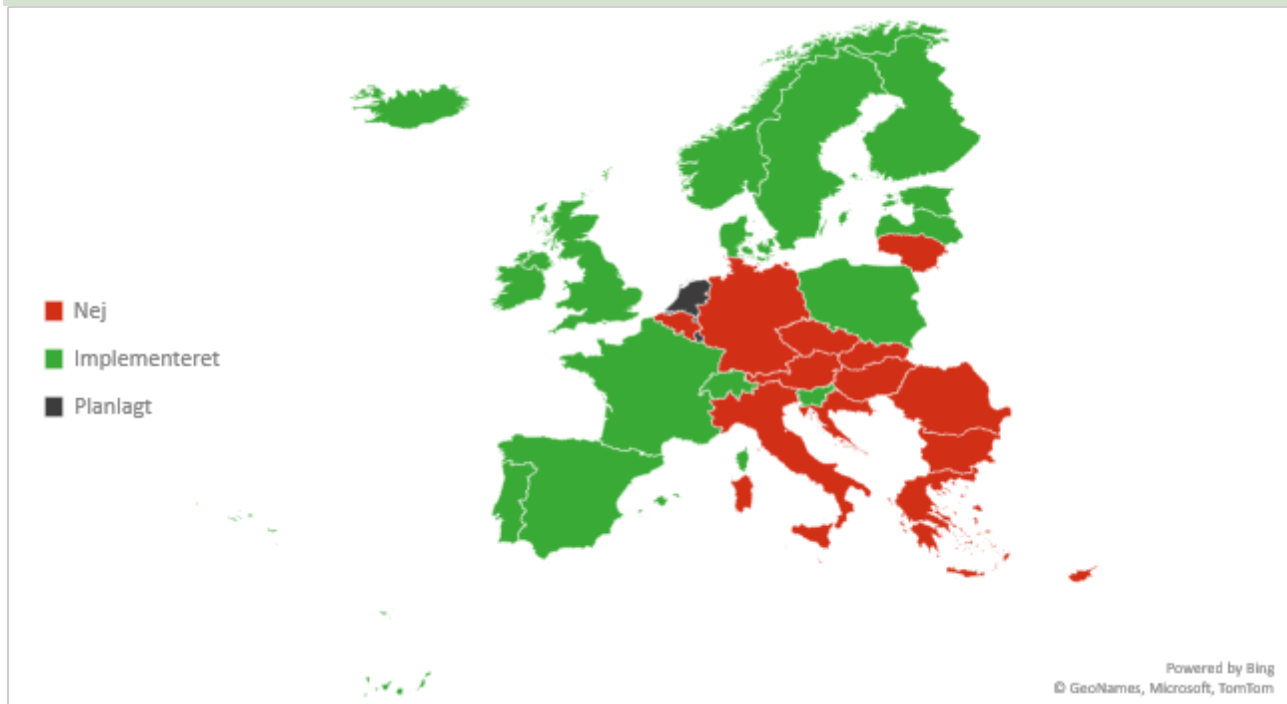 Nej
Implementeret
Planlagt
Powered by Bing
© GeoNames, Microsoft, TomTom